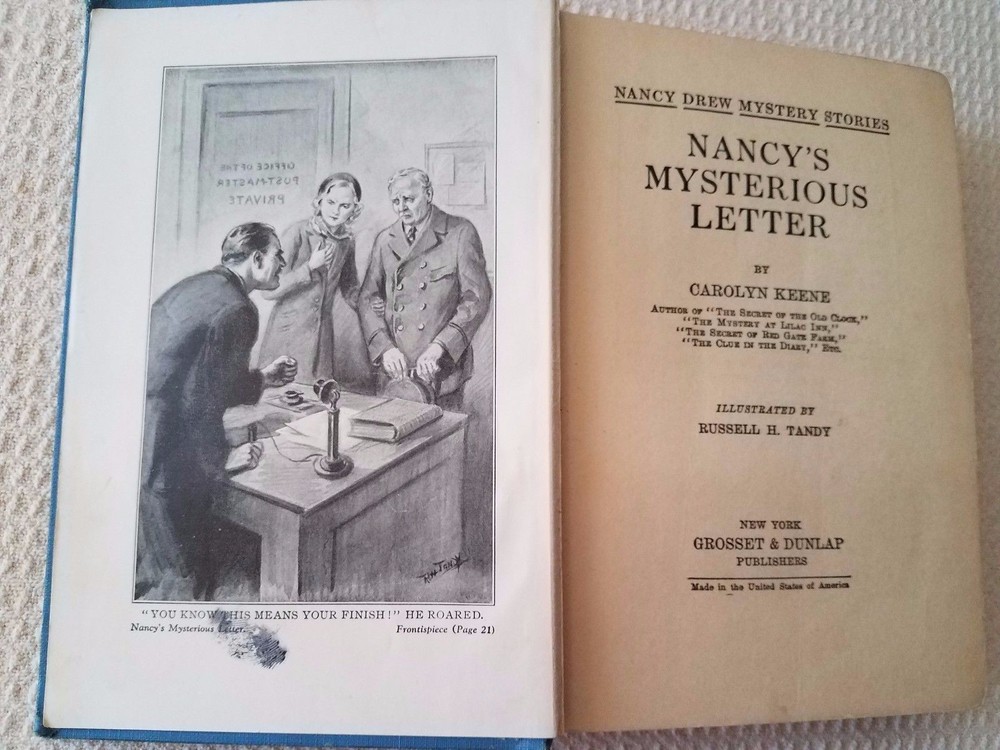 OFFICE OF THE
POSTMASTER
PRIVATE
R.H. TANDY
"YOU KNOW THIS MEANS YOUR FINISH!" HE ROARED.
Nancy's Mysterious Letter. Frontispiece (Page 21)
NANCY DREW MYSTERY STORIES
NANCY'S
MYSTERIOUS
LETTER
BY
CAROLYN KEENE
AUTHOR OF "THE SECRET OF THE OLD CLOCK,"
"THE MYSTERY AT LILAC INN,"
"THE SECRET OF RED GATE FARM,"
"THE CLUE IN THE DIARY," ETC.
ILLUSTRATED BY
RUSSELL H. TANDY
NEW YORK
GROSSET & DUNLAP
PUBLISHERS
Made in the United States of America